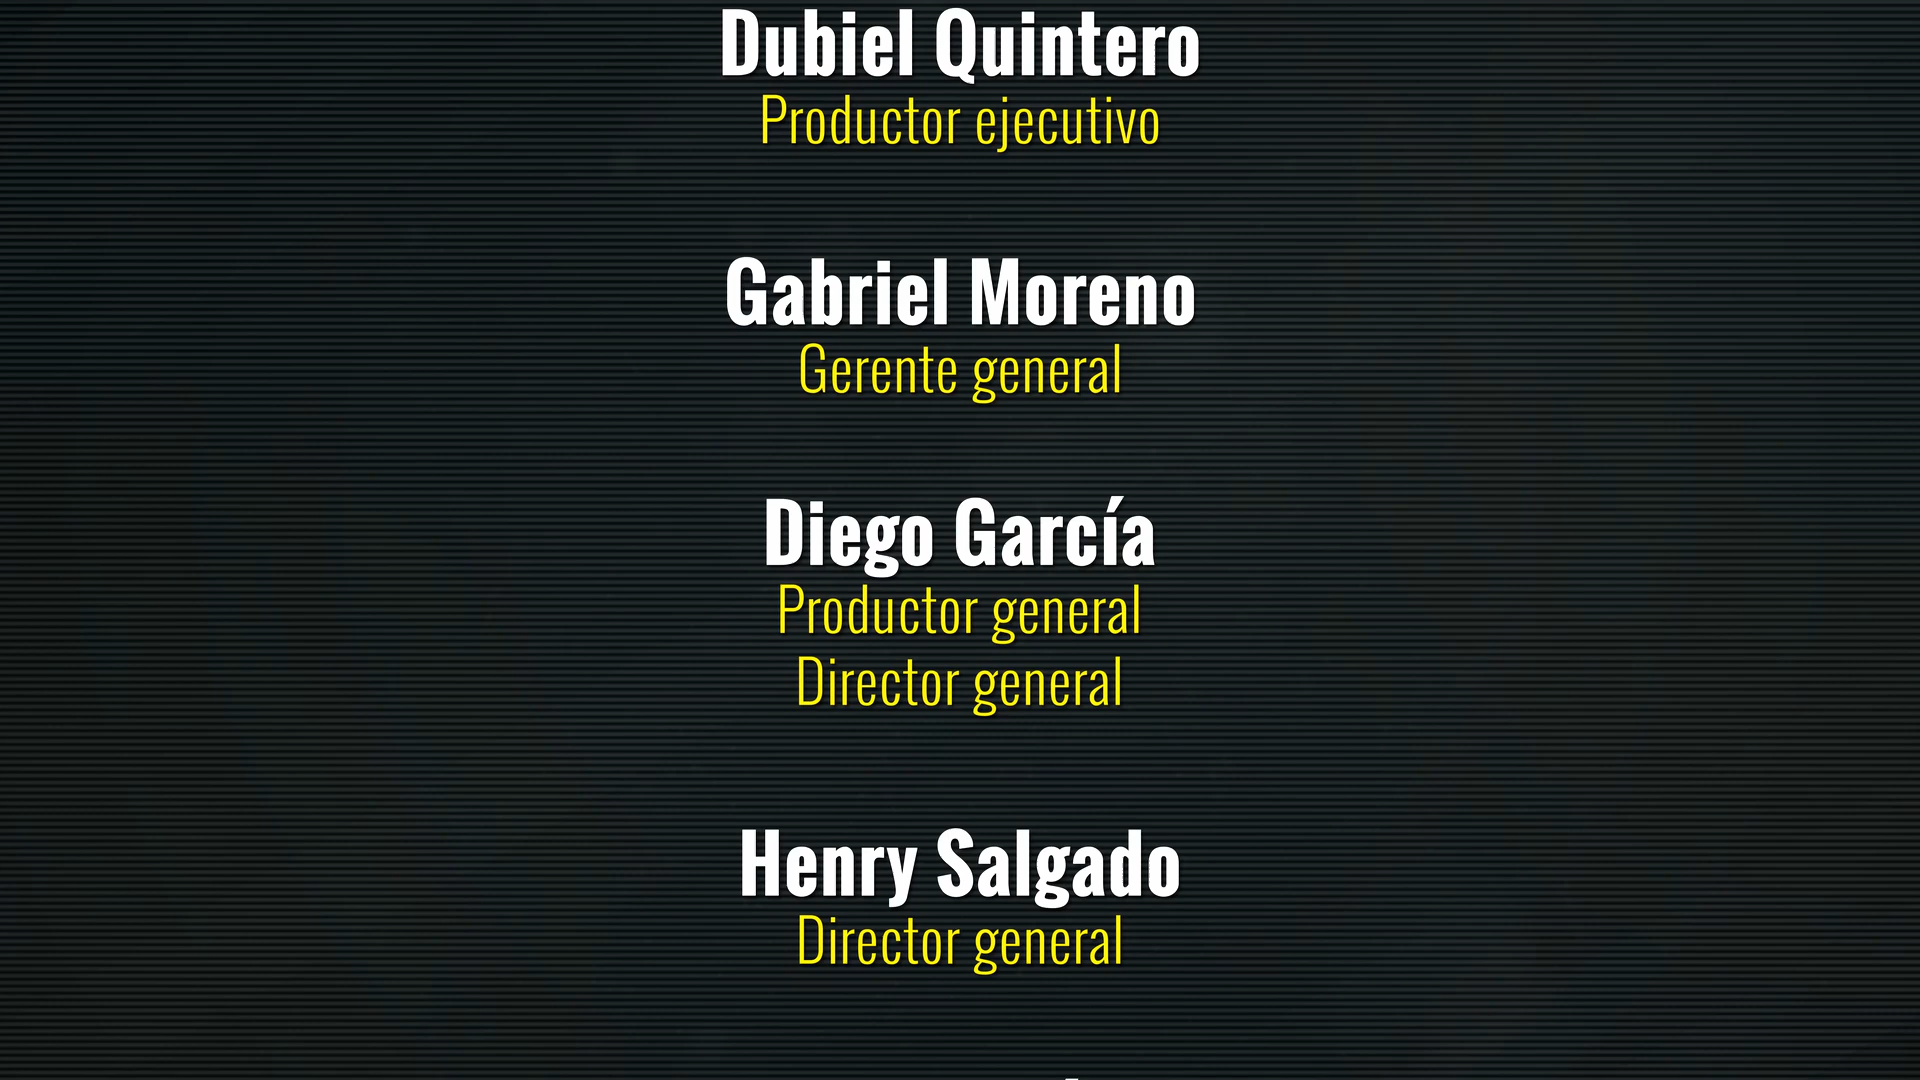 Dubiel Quintero
Productor ejecutivo
Gabriel Moreno
Gerente general
Diego García
Productor general
Director general
Henry Salgado
Director general